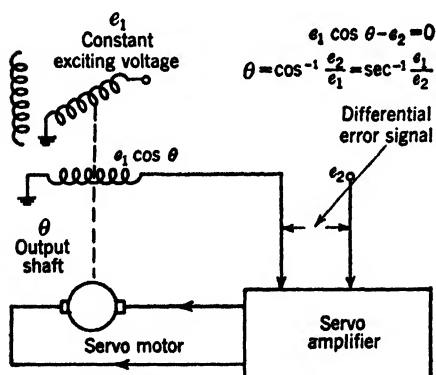 e₁
Constant
exciting voltage
e₁ cos θ-e₂=0
θ=cos⁻¹ e₂/e₁=sec⁻¹ e₁/e₂
Differential
error signal
e₁ cos θ
e₂
θ
Output
shaft
Servo motor
Servo
amplifier